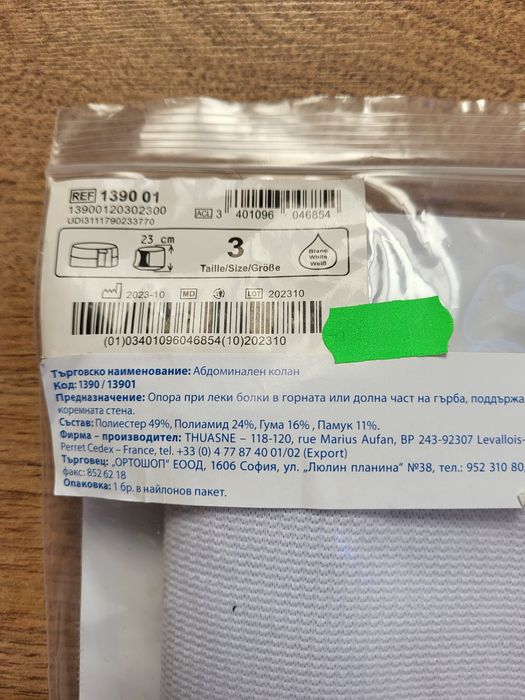 REF 1390 01
13900120302300
UDI3111790233770
ACL 3 401096 046854
23 cm
3
Taille/Size/Größe
Blanc
White
Weiß
2023-10 MD LOT 202310
(01)03401096046854(10)202310
Търговско наименование: Абдоминален колан
Код: 1390 / 13901
Предназначение: Опора при леки болки в горната или долна част на гърба, поддържа
коремната стена.
Състав: Полиестер 49%, Полиамид 24%, Гума 16% , Памук 11%.
Фирма – производител: THUASNE – 118-120, rue Marius Aufan, BP 243-92307 Levallois-
Perret Cedex – France, tel. +33 (0) 4 77 87 40 01/02 (Export)
Търговец: „ОРТОШОП" ЕООД, 1606 София, ул. „Люлин планина" №38, тел.: 952 310 80
факс: 852 62 18
Опаковка: 1 бр. в найлонов пакет.